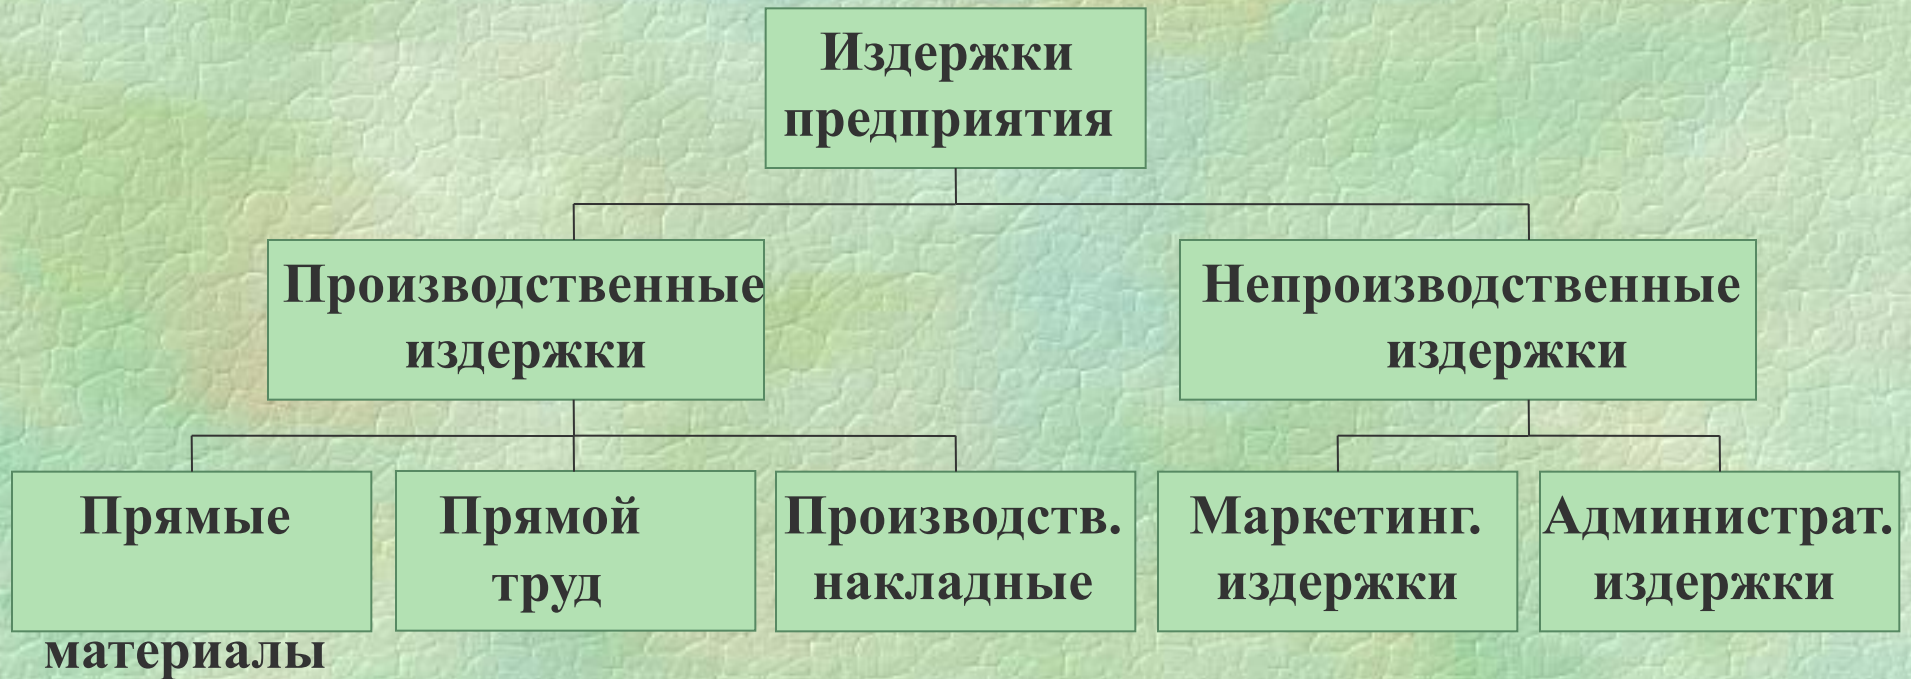 Издержки
предприятия
Производственные
издержки
Непроизводственные
издержки
Прямые
материалы
Прямой
труд
Производств.
накладные
Маркетинг.
издержки
Администрат.
издержки